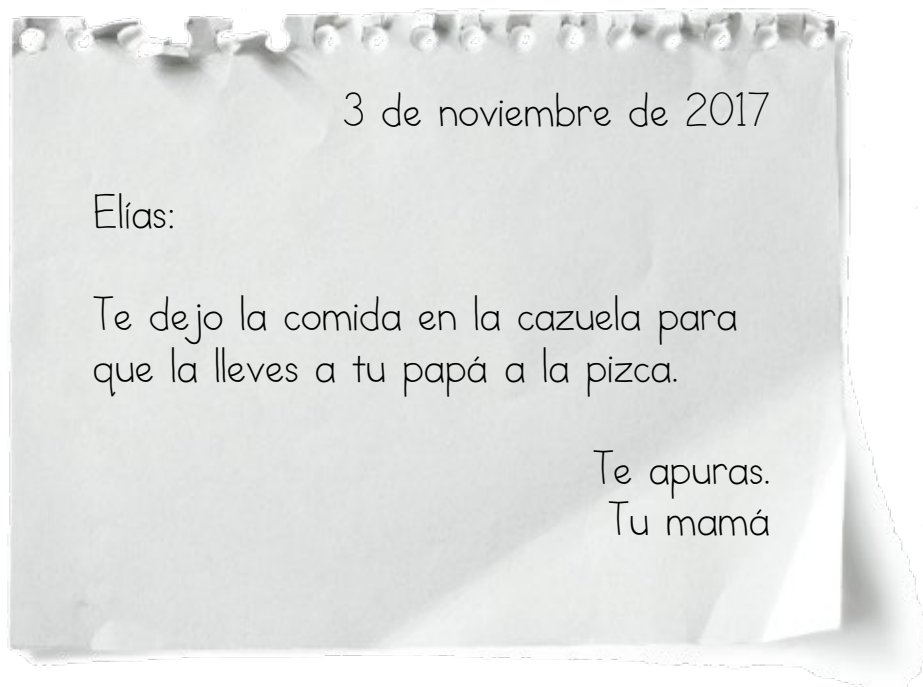 3 de noviembre de 2017
Elías:
Te dejo la comida en la cazuela para
que la lleves a tu papá a la pizca.
Te apuras.
Tu mamá